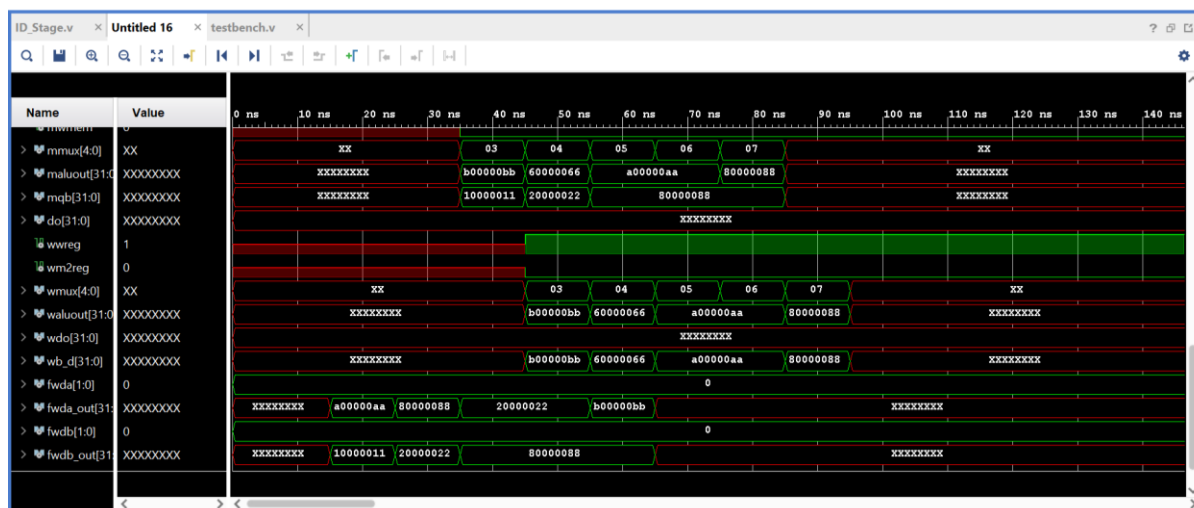 ID_Stage.v × Untitled 16 × testbench.v × ?
Name Value 0 ns 10 ns 20 ns 30 ns 40 ns 50 ns 60 ns 70 ns 80 ns 90 ns 100 ns 110 ns 120 ns 130 ns 140 ns
mwmem 0
> mmux[4:0] XX XX 03 04 05 06 07 XX
> maluout[31:0 XXXXXXXX XXXXXXXX b00000bb 60000066 a00000aa 80000088 XXXXXXXX
> mqb[31:0] XXXXXXXX XXXXXXXX 10000011 20000022 80000088 XXXXXXXX
> do[31:0] XXXXXXXX XXXXXXXX
wwreg 1
wm2reg 0
> wmux[4:0] XX XX 03 04 05 06 07 XX
> waluout[31:0 XXXXXXXX XXXXXXXX b00000bb 60000066 a00000aa 80000088 XXXXXXXX
> wdo[31:0] XXXXXXXX XXXXXXXX
> wb_d[31:0] XXXXXXXX XXXXXXXX b00000bb 60000066 a00000aa 80000088 XXXXXXXX
> fwda[1:0] 0 0
> fwda_out[31: XXXXXXXX XXXXXXXX a00000aa 80000088 20000022 b00000bb XXXXXXXX
> fwdb[1:0] 0 0
> fwdb_out[31: XXXXXXXX XXXXXXXX 10000011 20000022 80000088 XXXXXXXX